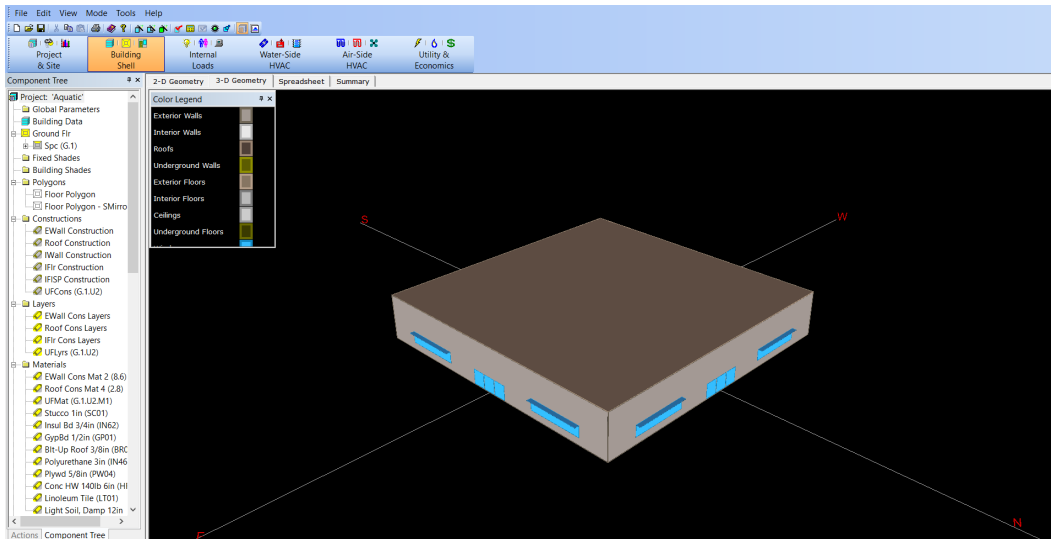 File Edit View Mode Tools Help
Project & Site
Building Shell
Internal Loads
Water-Side HVAC
Air-Side HVAC
Utility & Economics
Component Tree
2-D Geometry 3-D Geometry Spreadsheet Summary
Project: 'Aquatic'
Global Parameters
Building Data
Ground Flr
Spc (G.1)
Fixed Shades
Building Shades
Polygons
Floor Polygon
Floor Polygon - SMirro
Constructions
EWall Construction
Roof Construction
IWall Construction
IFlr Construction
IFlSP Construction
UFCons (G.1.U2)
Layers
EWall Cons Layers
Roof Cons Layers
IFlr Cons Layers
UFLyrs (G.1.U2)
Materials
EWall Cons Mat 2 (8.6)
Roof Cons Mat 4 (2.8)
UFMat (G.1.U2.M1)
Stucco 1in (SC01)
Insul Bd 3/4in (IN62)
GypBd 1/2in (GP01)
Blt-Up Roof 3/8in (BR
Polyurethane 3in (IN46
Plywd 5/8in (PW04)
Conc HW 140lb 6in (HF
Linoleum Tile (LT01)
Light Soil, Damp 12in
Actions Component Tree
Color Legend
Exterior Walls
Interior Walls
Roofs
Underground Walls
Exterior Floors
Interior Floors
Ceilings
Underground Floors
S
W
E
N